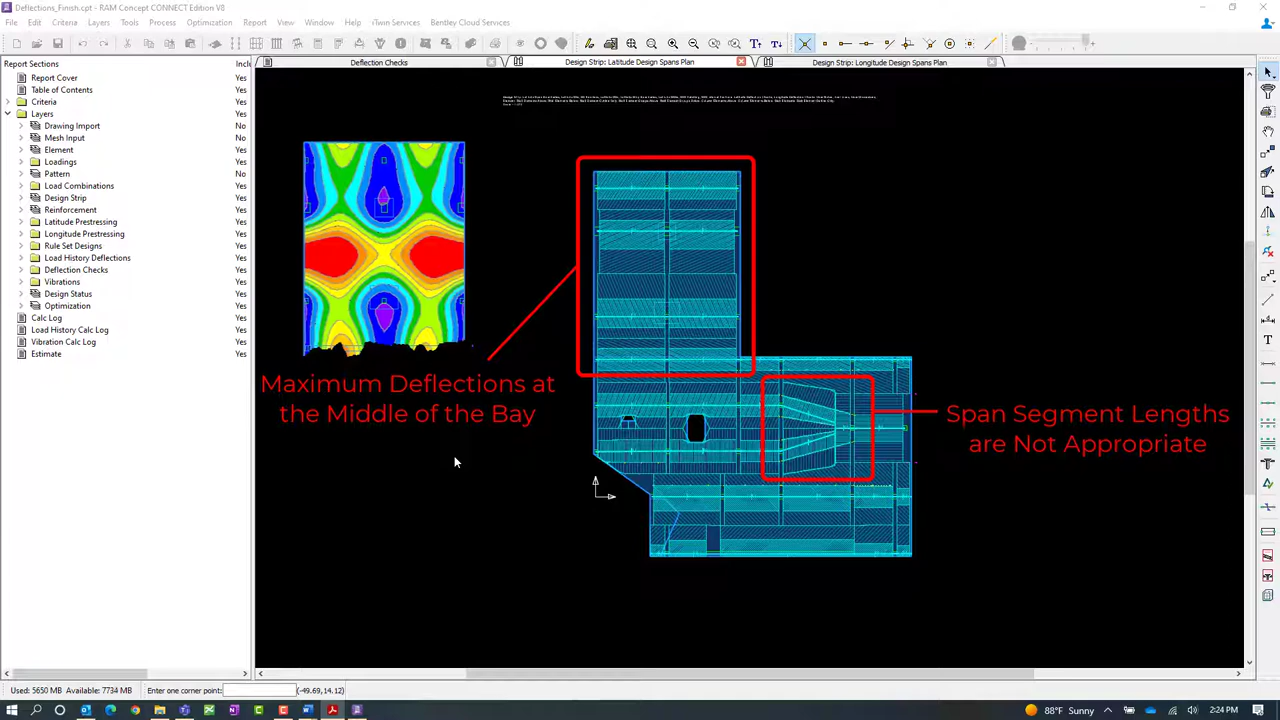 Deflections_Finish.cpt - RAM Concept CONNECT Edition V8
File Edit Criteria Layers Tools Process Optimization Report View Window Help iTwin Services Bentley Cloud Services
Report Sections Inclu
Deflection Checks
Design Strip: Latitude Design Spans Plan
Design Strip: Longitude Design Spans Plan
Report Cover Yes
Table of Contents Yes
Criteria Yes
Layers Yes
Drawing Import No
Mesh Input No
Element Yes
Loadings Yes
Pattern No
Load Combinations Yes
Design Strip Yes
Reinforcement Yes
Latitude Prestressing Yes
Longitude Prestressing Yes
Rule Set Designs Yes
Load History Deflections Yes
Deflection Checks Yes
Vibrations Yes
Design Status Yes
Optimization Yes
Calc Log Yes
Load History Calc Log Yes
Vibration Calc Log Yes
Estimate Yes
Maximum Deflections at
the Middle of the Bay
Span Segment Lengths
are Not Appropriate
Used: 5650 MB Available: 7734 MB Enter one corner point: (-49.69,14.12)
88°F Sunny 2:24 PM